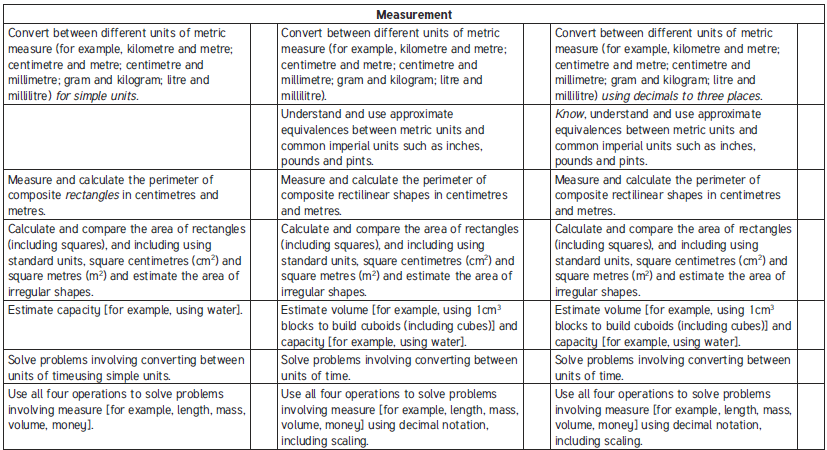 Measurement
Convert between different units of metric
measure (for example, kilometre and metre;
centimetre and metre; centimetre and
millimetre; gram and kilogram; litre and
millilitre) for simple units.
Convert between different units of metric
measure (for example, kilometre and metre;
centimetre and metre; centimetre and
millimetre; gram and kilogram; litre and
millilitre).
Convert between different units of metric
measure (for example, kilometre and metre;
centimetre and metre; centimetre and
millimetre; gram and kilogram; litre and
millilitre) using decimals to three places.
Understand and use approximate
equivalences between metric units and
common imperial units such as inches,
pounds and pints.
Know, understand and use approximate
equivalences between metric units and
common imperial units such as inches,
pounds and pints.
Measure and calculate the perimeter of
composite rectangles in centimetres and
metres.
Measure and calculate the perimeter of
composite rectilinear shapes in centimetres
and metres.
Measure and calculate the perimeter of
composite rectilinear shapes in centimetres
and metres.
Calculate and compare the area of rectangles
(including squares), and including using
standard units, square centimetres (cm²) and
square metres (m²) and estimate the area of
irregular shapes.
Calculate and compare the area of rectangles
(including squares), and including using
standard units, square centimetres (cm²) and
square metres (m²) and estimate the area of
irregular shapes.
Calculate and compare the area of rectangles
(including squares), and including using
standard units, square centimetres (cm²) and
square metres (m²) and estimate the area of
irregular shapes.
Estimate capacity [for example, using water].
Estimate volume [for example, using 1cm³
blocks to build cuboids (including cubes)] and
capacity [for example, using water].
Estimate volume [for example, using 1cm³
blocks to build cuboids (including cubes)] and
capacity [for example, using water].
Solve problems involving converting between
units of timeusing simple units.
Solve problems involving converting between
units of time.
Solve problems involving converting between
units of time.
Use all four operations to solve problems
involving measure [for example, length, mass,
volume, money].
Use all four operations to solve problems
involving measure [for example, length, mass,
volume, money] using decimal notation,
including scaling.
Use all four operations to solve problems
involving measure [for example, length, mass,
volume, money] using decimal notation,
including scaling.